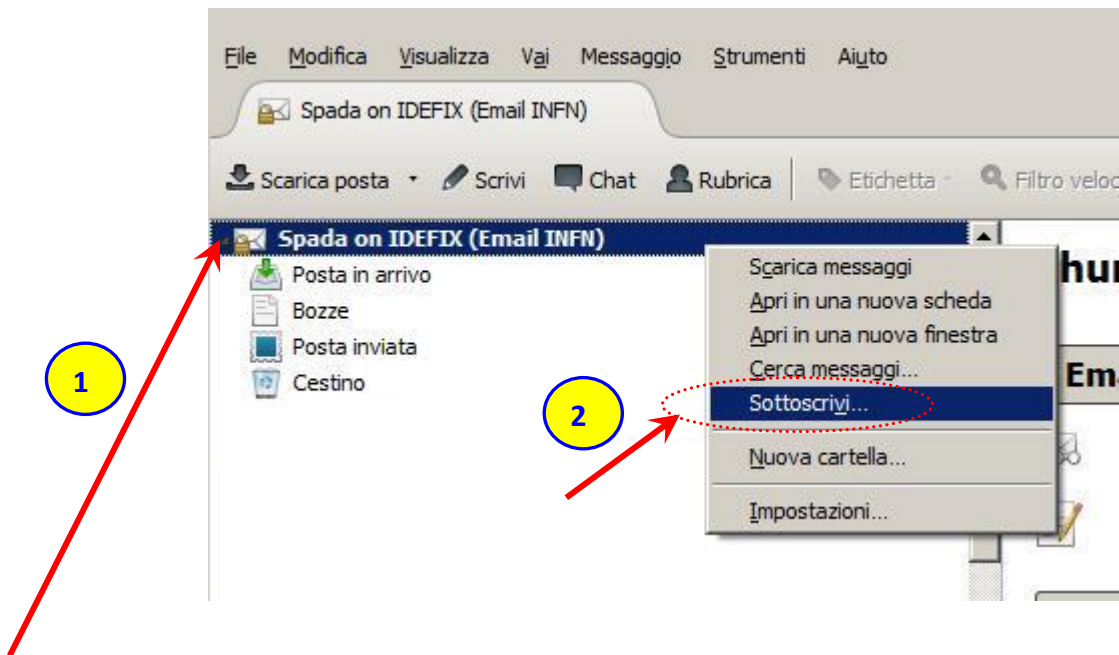 File Modifica Visualizza Vai Messaggio Strumenti Aiuto
Spada on IDEFIX (Email INFN)
Scarica posta Scrivi Chat Rubrica Etichetta Filtro veloc
Spada on IDEFIX (Email INFN)
Posta in arrivo
Bozze
Posta inviata
Cestino
1
2
Scarica messaggi
Apri in una nuova scheda
Apri in una nuova finestra
Cerca messaggi...
Sottoscrivi...
Nuova cartella...
Impostazioni...
hu
Ema